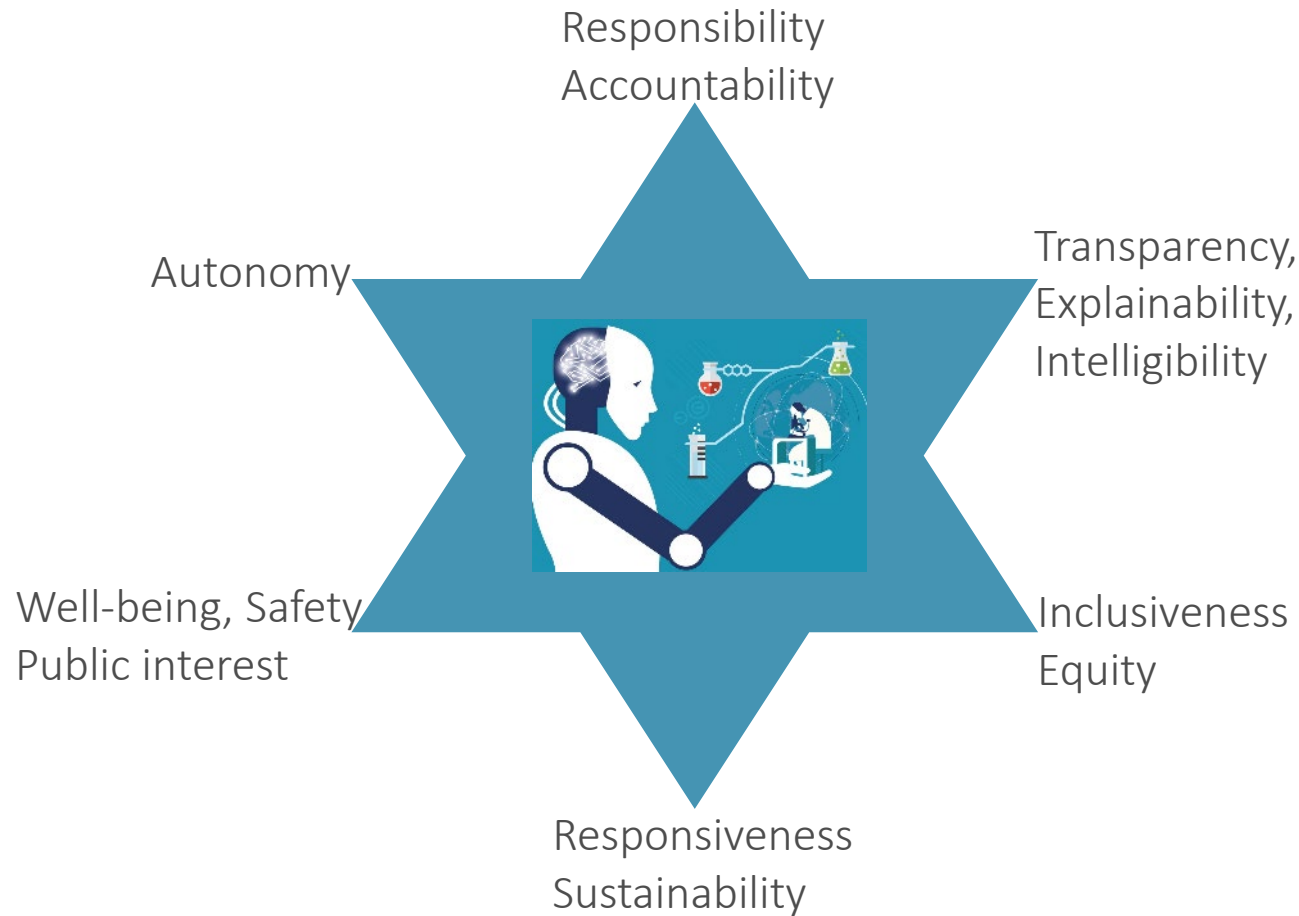 Responsibility
Accountability
Autonomy
Transparency,
Explainability,
Intelligibility
Well-being, Safety
Public interest
Inclusiveness
Equity
Responsiveness
Sustainability